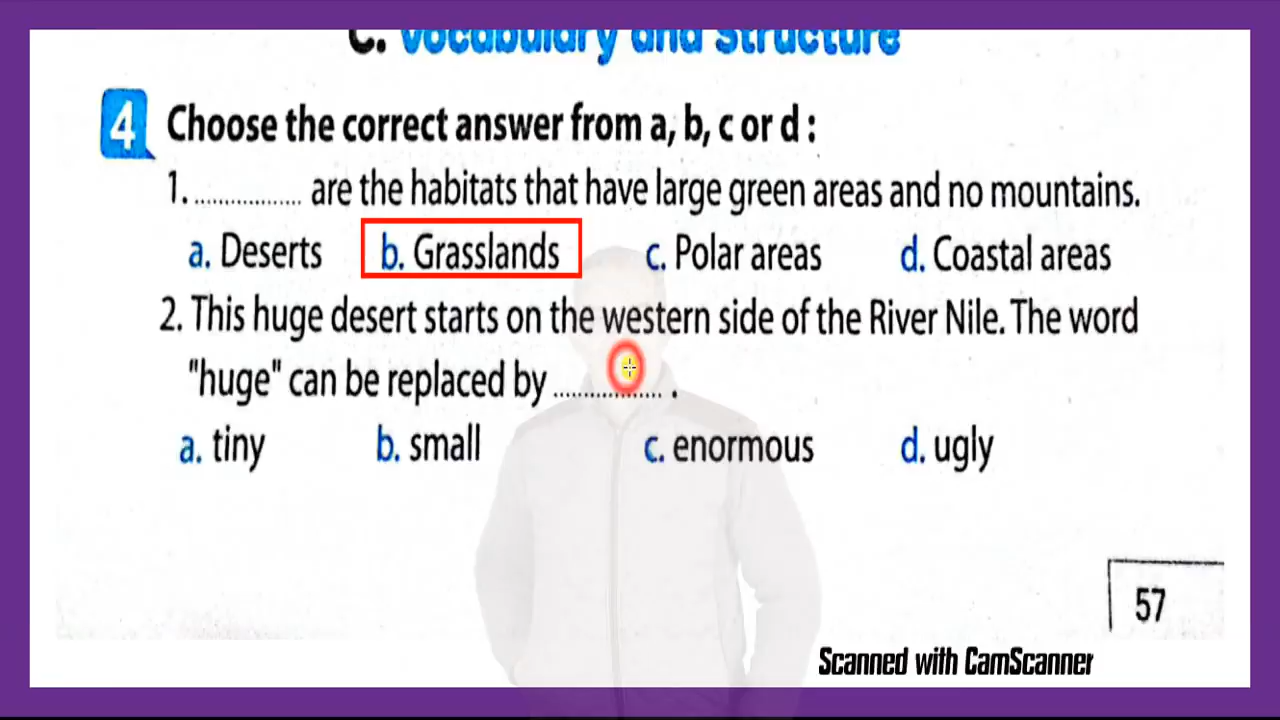 C. Vocabulary and Structure
4 Choose the correct answer from a, b, c or d :
1. .................. are the habitats that have large green areas and no mountains.
a. Deserts b. Grasslands c. Polar areas d. Coastal areas
2. This huge desert starts on the western side of the River Nile. The word
"huge" can be replaced by .................. .
a. tiny b. small c. enormous d. ugly
57
Scanned with CamScanner